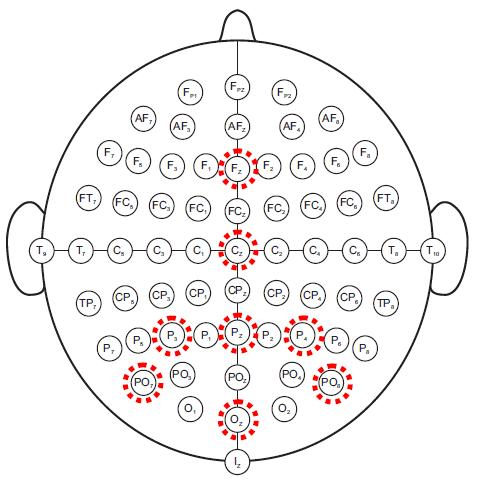 FP1 FPZ FP2
AF7 AF3 AFZ AF4 AF8
F7 F5 F3 F1 FZ F2 F4 F6 F8
FT7 FC5 FC3 FC1 FCZ FC2 FC4 FC6 FT8
T9 T7 C5 C3 C1 CZ C2 C4 C6 T8 T10
TP7 CP5 CP3 CP1 CPZ CP2 CP4 CP6 TP8
P7 P5 P3 P1 PZ P2 P4 P6 P8
PO7 PO3 POZ PO4 PO8
O1 OZ O2
IZ